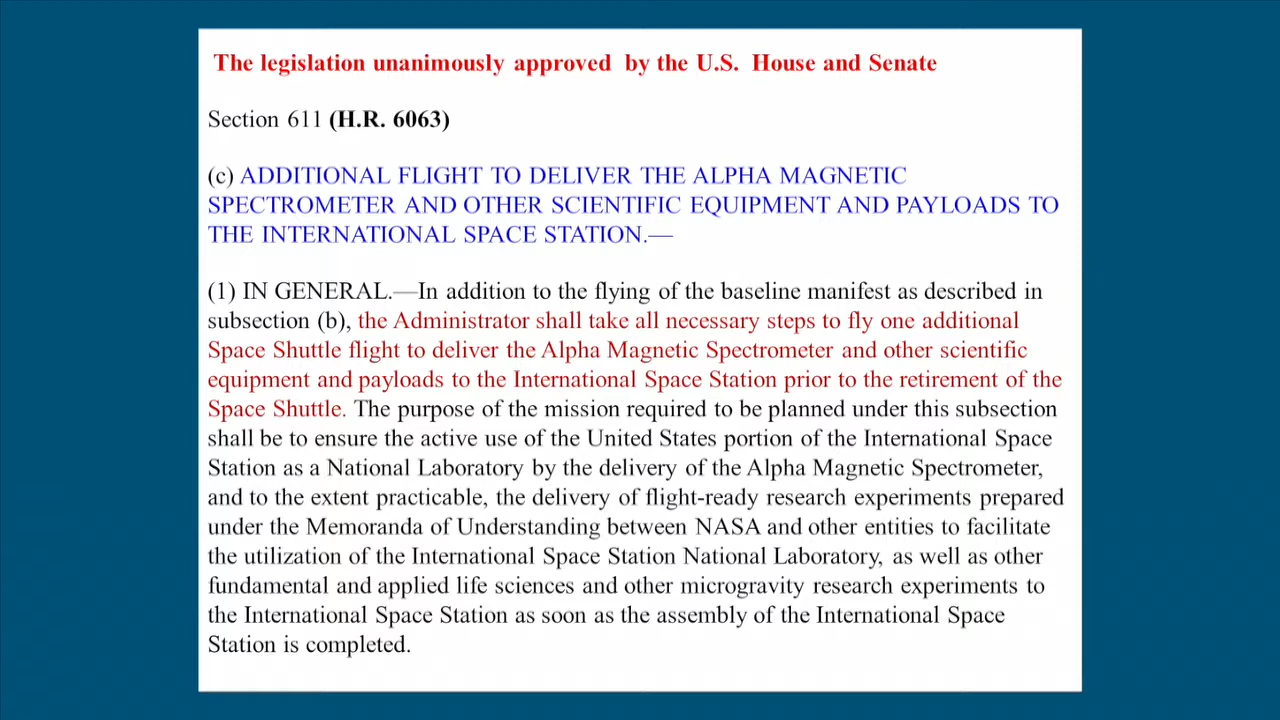 The legislation unanimously approved by the U.S. House and Senate
Section 611 (H.R. 6063)
(c) ADDITIONAL FLIGHT TO DELIVER THE ALPHA MAGNETIC
SPECTROMETER AND OTHER SCIENTIFIC EQUIPMENT AND PAYLOADS TO
THE INTERNATIONAL SPACE STATION.—
(1) IN GENERAL.—In addition to the flying of the baseline manifest as described in
subsection (b), the Administrator shall take all necessary steps to fly one additional
Space Shuttle flight to deliver the Alpha Magnetic Spectrometer and other scientific
equipment and payloads to the International Space Station prior to the retirement of the
Space Shuttle. The purpose of the mission required to be planned under this subsection
shall be to ensure the active use of the United States portion of the International Space
Station as a National Laboratory by the delivery of the Alpha Magnetic Spectrometer,
and to the extent practicable, the delivery of flight-ready research experiments prepared
under the Memoranda of Understanding between NASA and other entities to facilitate
the utilization of the International Space Station National Laboratory, as well as other
fundamental and applied life sciences and other microgravity research experiments to
the International Space Station as soon as the assembly of the International Space
Station is completed.